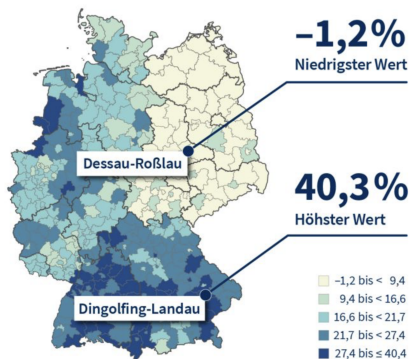 –1,2%
Niedrigster Wert
Dessau-Roßlau
40,3%
Höhster Wert
Dingolfing-Landau
–1,2 bis < 9,4
9,4 bis < 16,6
16,6 bis < 21,7
21,7 bis < 27,4
27,4 bis < 40,4